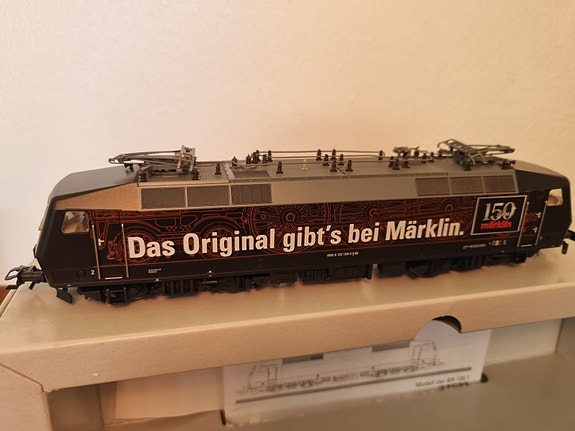 Das Original gibt's bei Märklin.
150
märklin
2